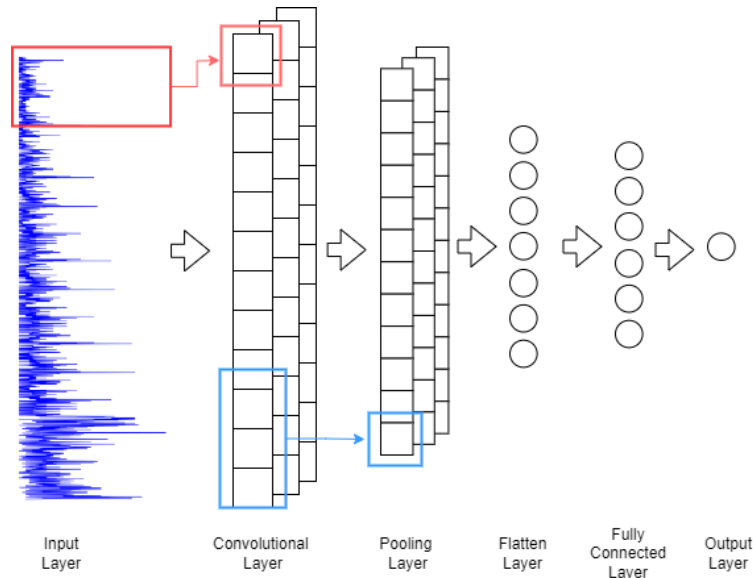 Input
Layer
Convolutional
Layer
Pooling
Layer
Flatten
Layer
Fully
Connected
Layer
Output
Layer